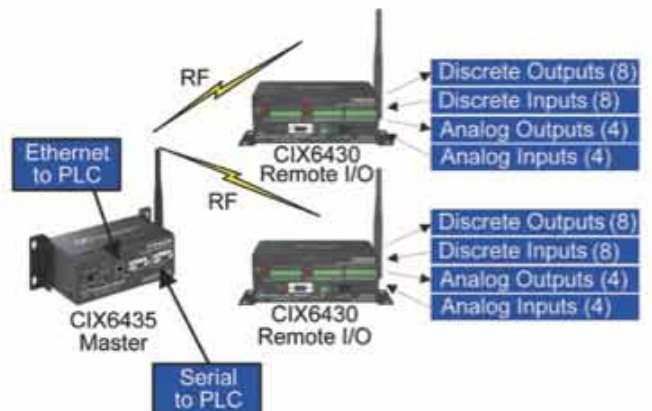 RF
Discrete Outputs (8)
Discrete Inputs (8)
Analog Outputs (4)
Analog Inputs (4)
CIX6430
Remote I/O
Ethernet
to PLC
RF
Discrete Outputs (8)
Discrete Inputs (8)
Analog Outputs (4)
Analog Inputs (4)
CIX6430
Remote I/O
CIX6435
Master
Serial
to PLC